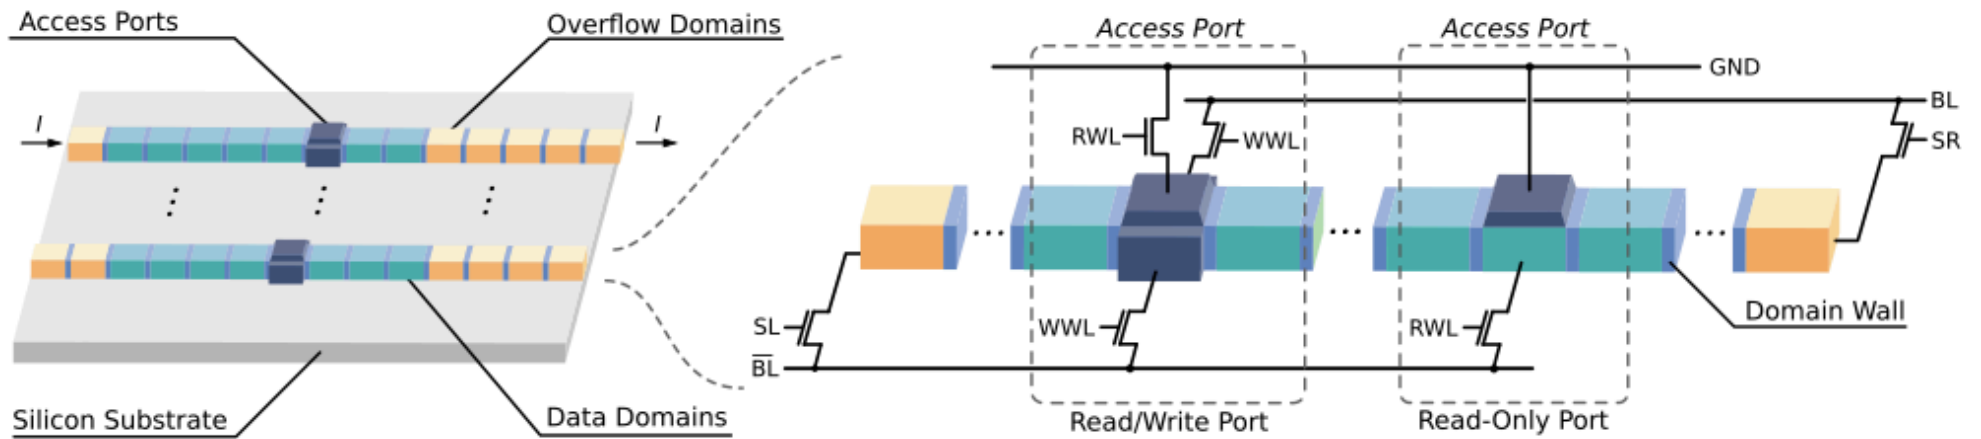 Access Ports
Overflow Domains
I
I
Silicon Substrate
Data Domains
Access Port
Access Port
GND
BL
RWL
WWL
SR
SL
WWL
RWL
Domain Wall
B̅L̅
Read/Write Port
Read-Only Port